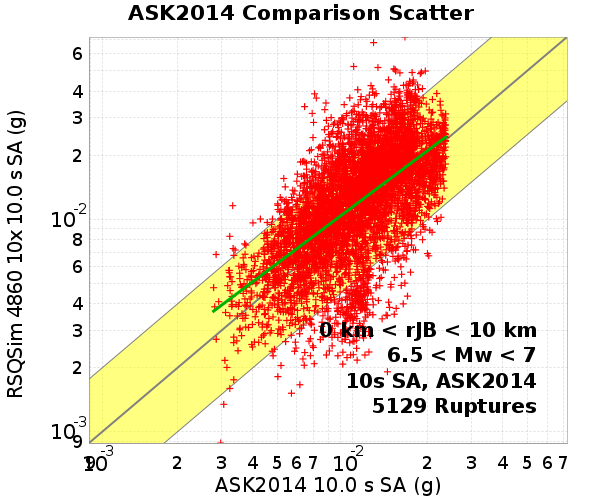 ASK2014 Comparison Scatter
RSQSim 4860 10x 10.0 s SA (g)
6
4
3
2
10-2
8
6
4
3
2
10-3
9
0 km < rJB < 10 km
6.5 < Mw < 7
10s SA, ASK2014
5129 Ruptures
9 10-3 2 3 4 5 6 7 10-2 2 3 4 5 6 7
ASK2014 10.0 s SA (g)